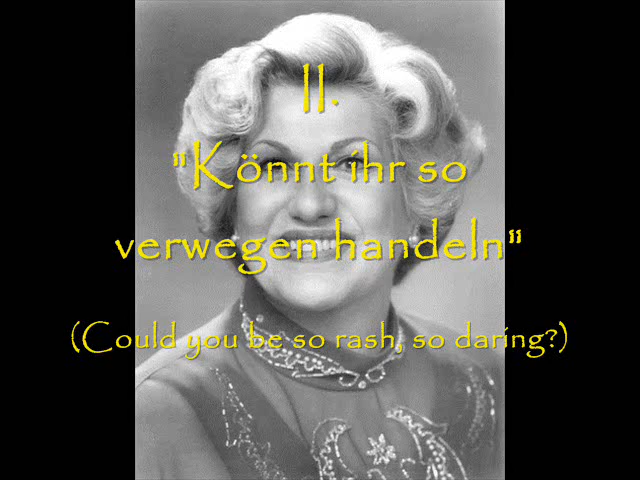 II.
"Könnt ihr so
verwegen handeln"
(Could you be so rash, so daring?)